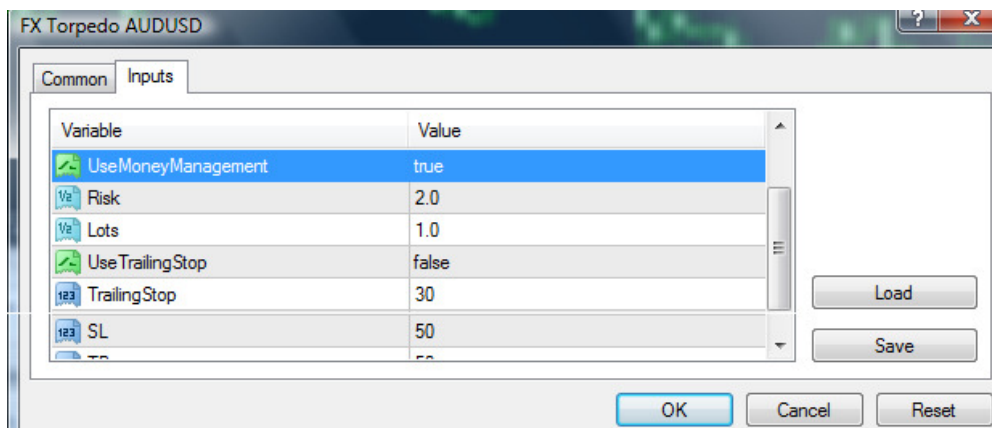 FX Torpedo AUDUSD
Common Inputs
Variable Value
UseMoneyManagement true
Risk 2.0
Lots 1.0
UseTrailingStop false
TrailingStop 30
SL 50
Load
Save
OK Cancel Reset